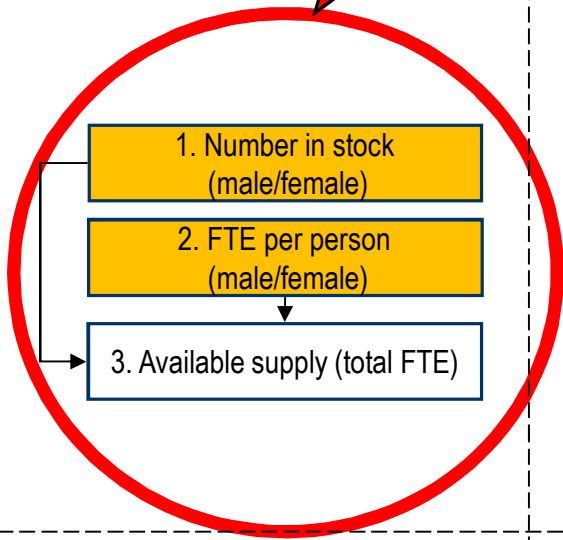 1. Number in stock
(male/female)
2. FTE per person
(male/female)
3. Available supply (total FTE)